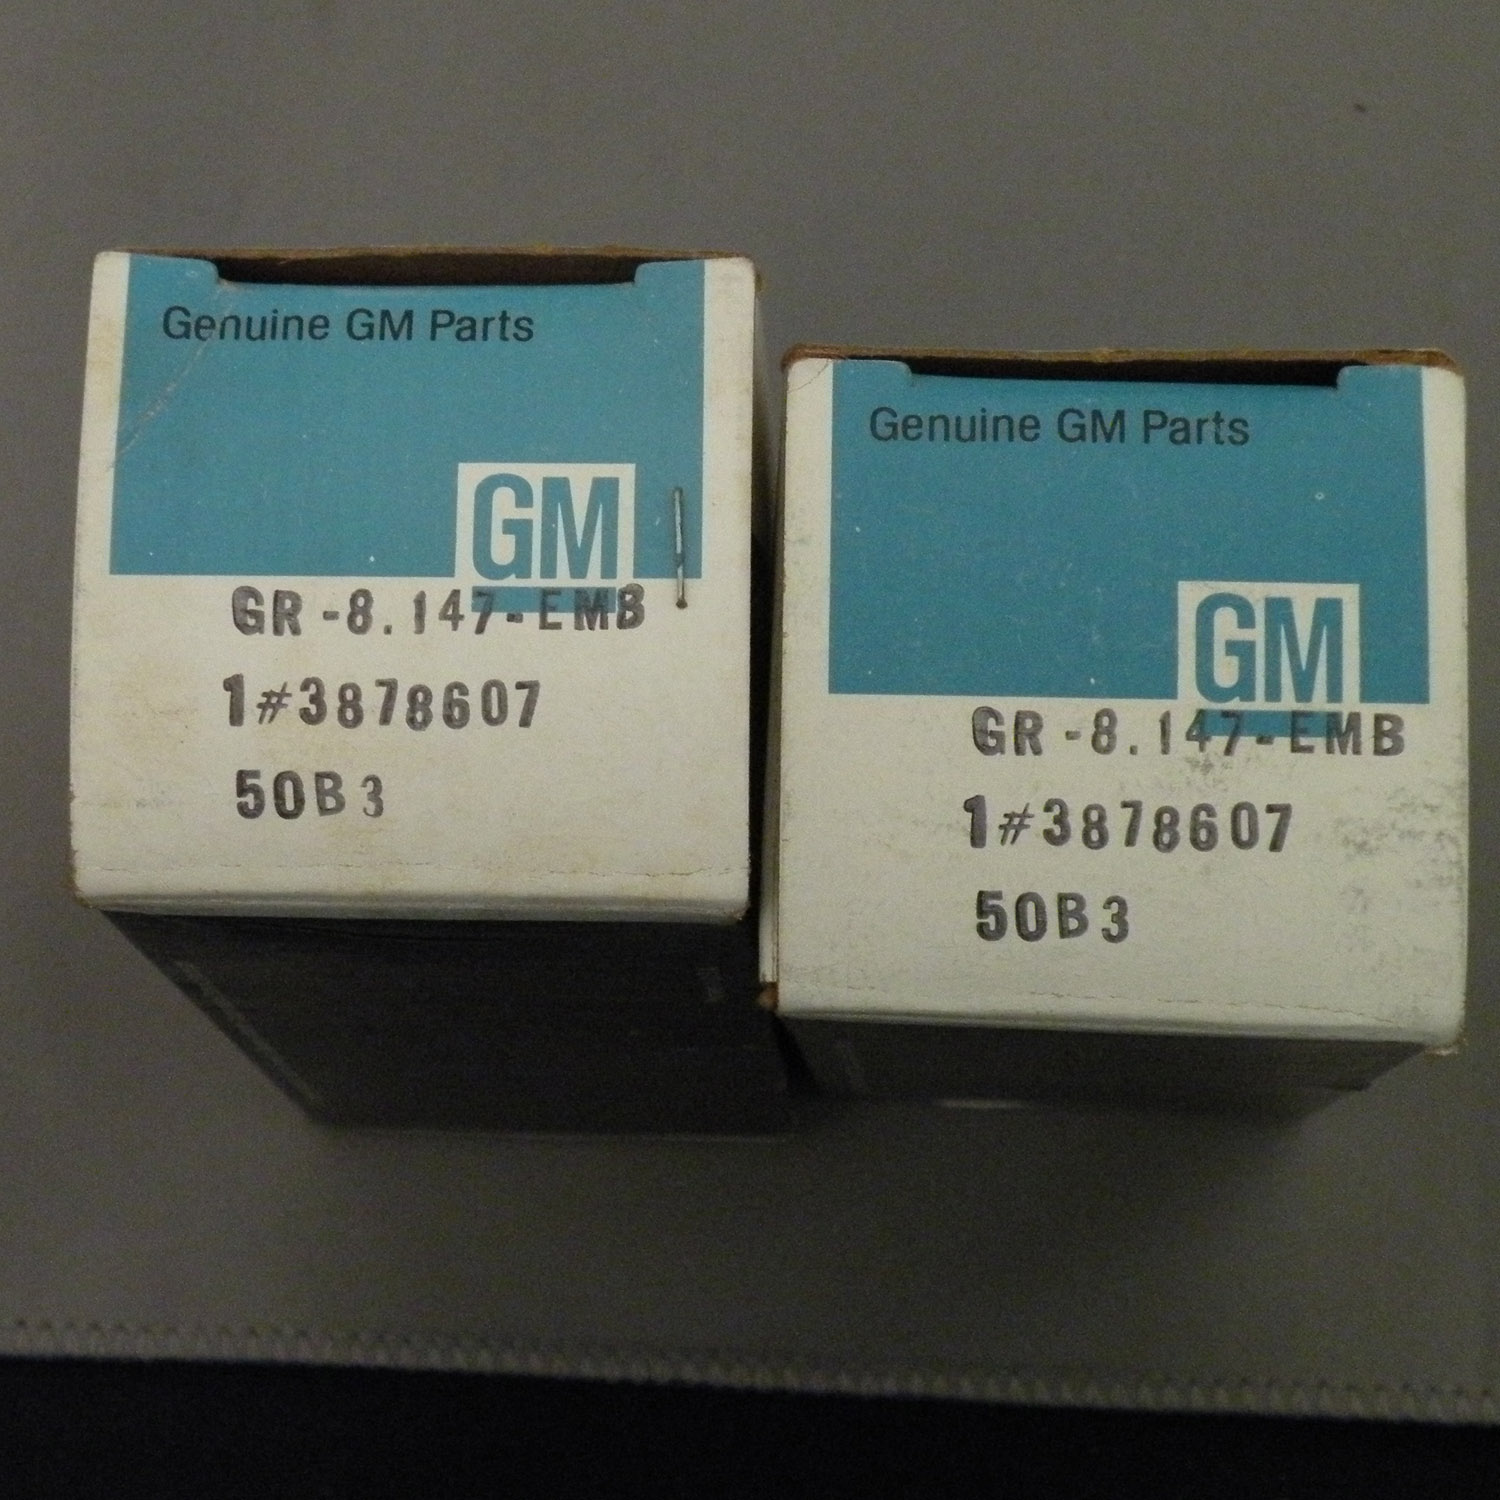 Genuine GM Parts
GM
GR-8.147-EMB
1#3878607
50B3
Genuine GM Parts
GM
GR-8.147-EMB
1#3878607
50B3